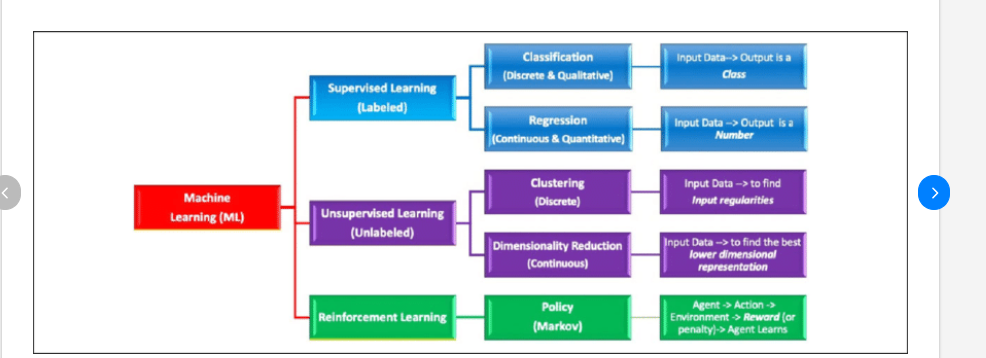 Machine
Learning (ML)
Supervised Learning
(Labeled)
Classification
(Discrete & Qualitative)
Input Data--> Output is a
Class
Regression
(Continuous & Quantitative)
Input Data --> Output is a
Number
Unsupervised Learning
(Unlabeled)
Clustering
(Discrete)
Input Data --> to find
Input regularities
Dimensionality Reduction
(Continuous)
Input Data --> to find the best
lower dimensional
representation
Reinforcement Learning
Policy
(Markov)
Agent -> Action ->
Environment -> Reward (or
penalty)-> Agent Learns